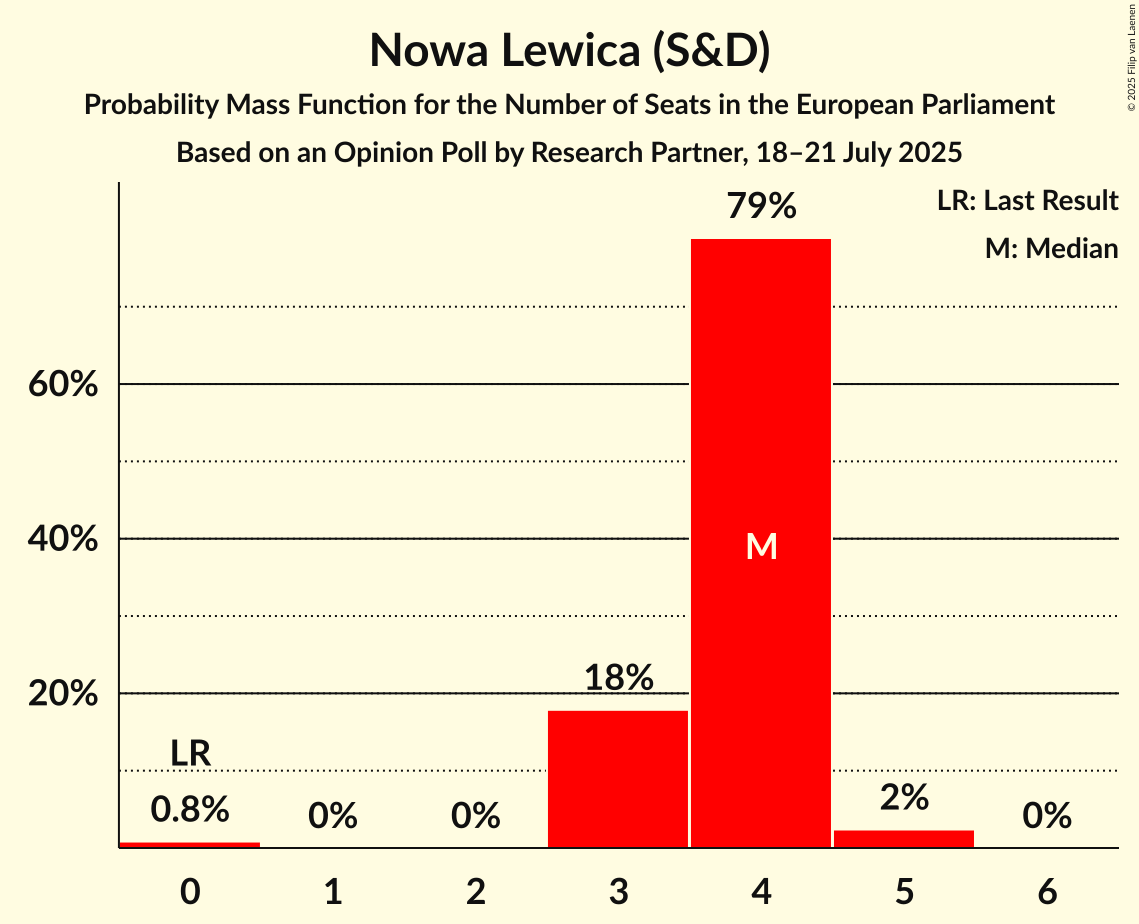 Nowa Lewica (S&D)
Probability Mass Function for the Number of Seats in the European Parliament
Based on an Opinion Poll by Research Partner, 18–21 July 2025
© 2025 Filip van Laenen
LR: Last Result
M: Median
79%
60%
40%
20%
M
18%
LR
0.8%
0%
0%
2%
0%
0 1 2 3 4 5 6